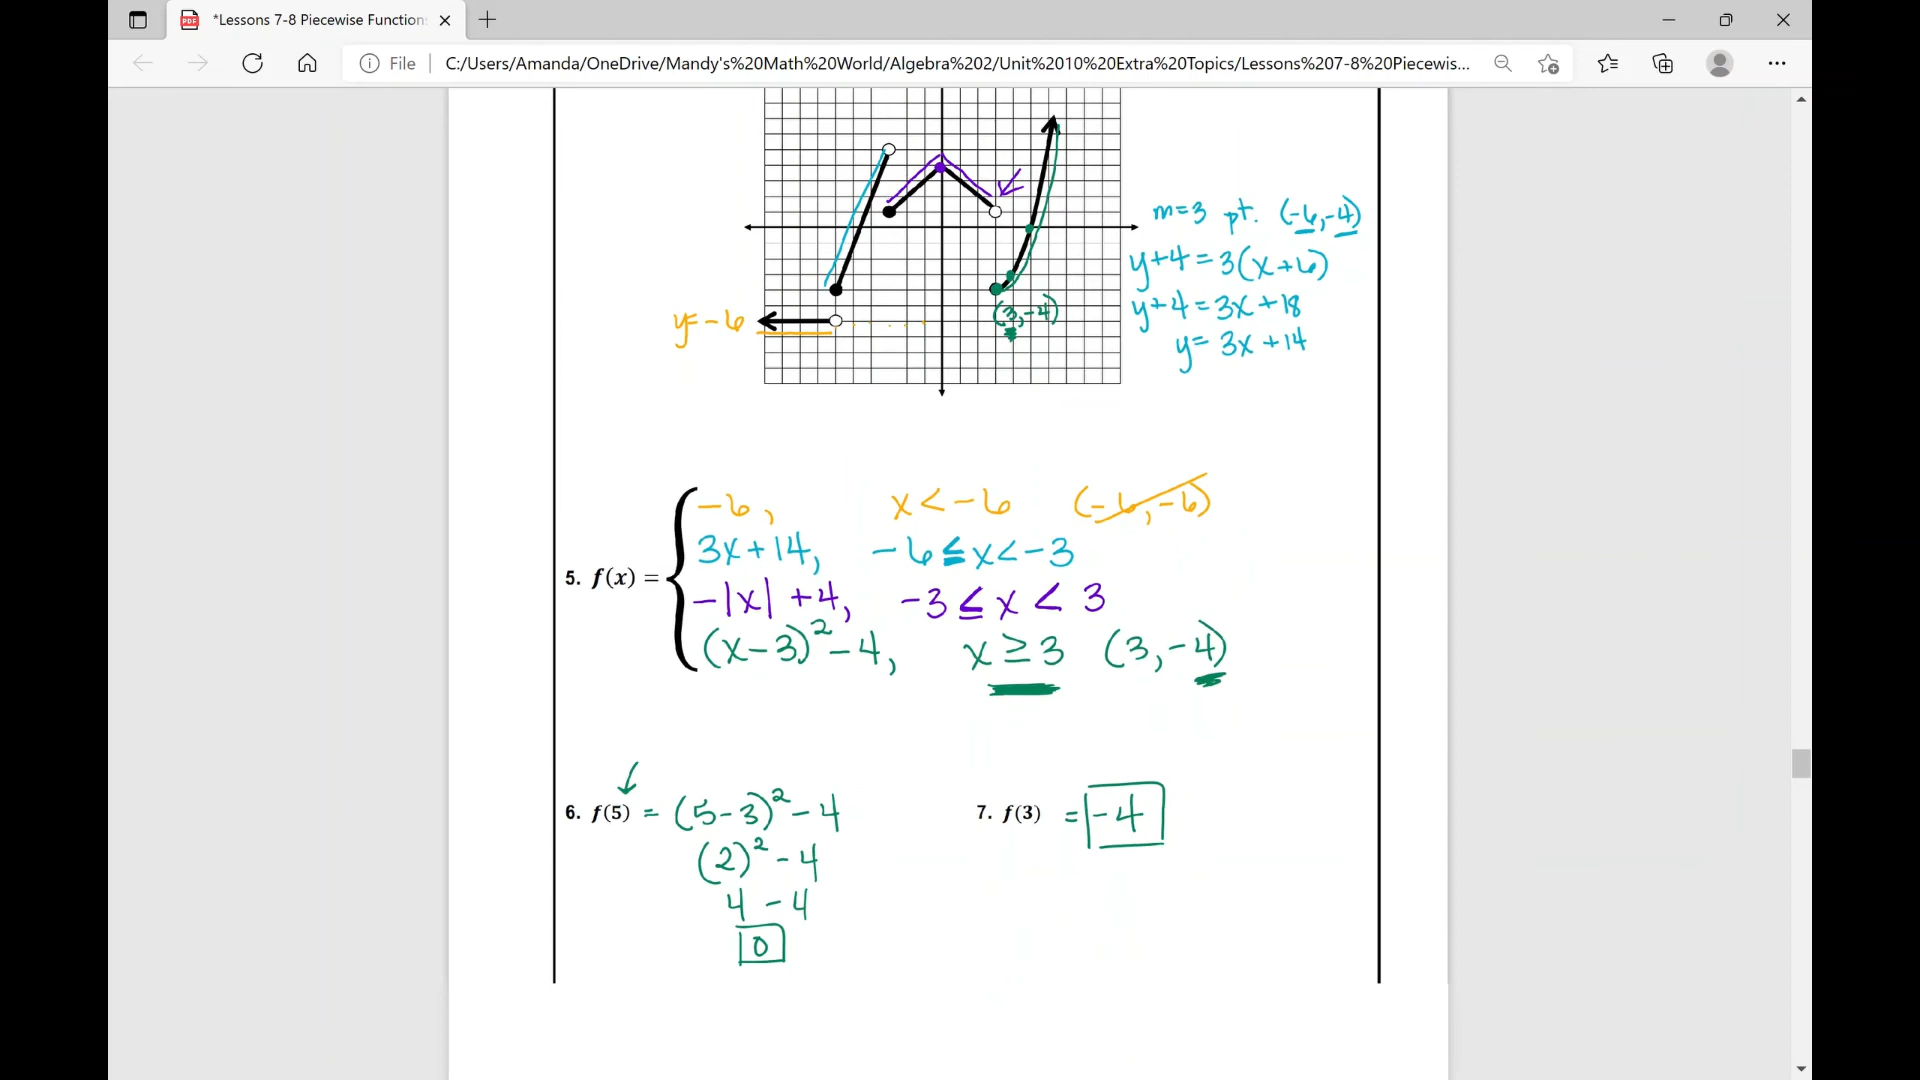 *Lessons 7-8 Piecewise Function
File
C:/Users/Amanda/OneDrive/Mandy's%20Math%20World/Algebra%202/Unit%2010%20Extra%20Topics/Lessons%207-8%20Piecewis...
m=3 pt. (-6,-4)
y+4=3(x+6)
y+4=3x+18
y=3x+14
y=-6
(3,-4)
5. f(x) =
-6, x<-6 (-6,-6)
3x+14, -6≤x<-3
-|x|+4, -3≤x<3
(x-3)²-4, x≥3 (3,-4)
6. f(5) = (5-3)²-4
(2)²-4
4-4
0
7. f(3) = -4